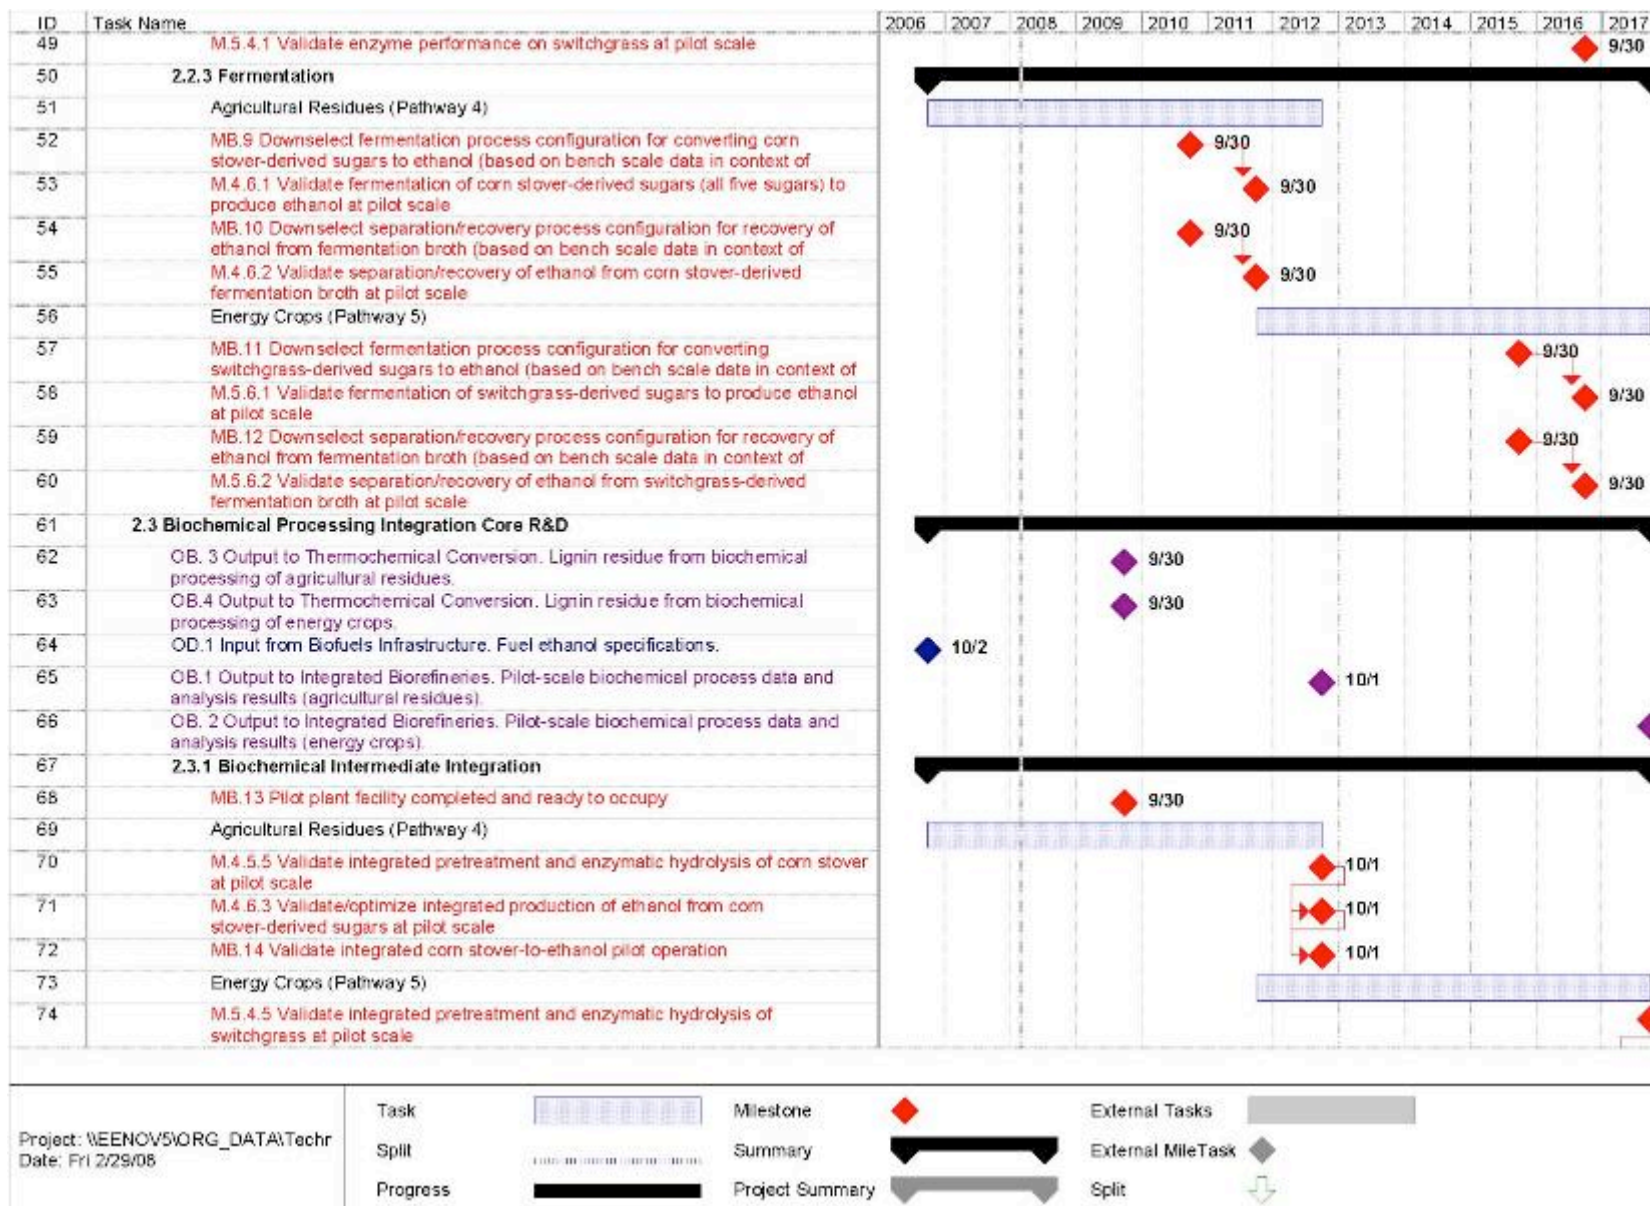 ID Task Name 2006 2007 2008 2009 2010 2011 2012 2013 2014 2015 2016 2017
49 M.5.4.1 Validate enzyme performance on switchgrass at pilot scale 9/30
50 2.2.3 Fermentation
51 Agricultural Residues (Pathway 4)
52 MB.9 Downselect fermentation process configuration for converting corn 9/30
stover-derived sugars to ethanol (based on bench scale data in context of
53 M.4.6.1 Validate fermentation of corn stover-derived sugars (all five sugars) to 9/30
produce ethanol at pilot scale
54 MB.10 Downselect separation/recovery process configuration for recovery of 9/30
ethanol from fermentation broth (based on bench scale data in context of
55 M.4.6.2 Validate separation/recovery of ethanol from corn stover-derived 9/30
fermentation broth at pilot scale
56 Energy Crops (Pathway 5)
57 MB.11 Downselect fermentation process configuration for converting 9/30
switchgrass-derived sugars to ethanol (based on bench scale data in context of
58 M.5.6.1 Validate fermentation of switchgrass-derived sugars to produce ethanol 9/30
at pilot scale
59 MB.12 Downselect separation/recovery process configuration for recovery of 9/30
ethanol from fermentation broth (based on bench scale data in context of
60 M.5.6.2 Validate separation/recovery of ethanol from switchgrass-derived 9/30
fermentation broth at pilot scale
61 2.3 Biochemical Processing Integration Core R&D
62 OB. 3 Output to Thermochemical Conversion. Lignin residue from biochemical 9/30
processing of agricultural residues.
63 OB.4 Output to Thermochemical Conversion. Lignin residue from biochemical 9/30
processing of energy crops.
64 OD.1 Input from Biofuels Infrastructure. Fuel ethanol specifications. 10/2
65 OB.1 Output to Integrated Biorefineries. Pilot-scale biochemical process data and 10/1
analysis results (agricultural residues).
66 OB. 2 Output to Integrated Biorefineries. Pilot-scale biochemical process data and
analysis results (energy crops).
67 2.3.1 Biochemical Intermediate Integration
68 MB.13 Pilot plant facility completed and ready to occupy 9/30
69 Agricultural Residues (Pathway 4)
70 M.4.5.5 Validate integrated pretreatment and enzymatic hydrolysis of corn stover 10/1
at pilot scale
71 M.4.6.3 Validate/optimize integrated production of ethanol from corn 10/1
stover-derived sugars at pilot scale
72 MB.14 Validate integrated corn stover-to-ethanol pilot operation 10/1
73 Energy Crops (Pathway 5)
74 M.5.4.5 Validate integrated pretreatment and enzymatic hydrolysis of
switchgrass at pilot scale
Project: \\EENOV5\ORG_DATA\Techr
Date: Fri 2/29/08
Task Milestone External Tasks
Split Summary External MileTask
Progress Project Summary Split